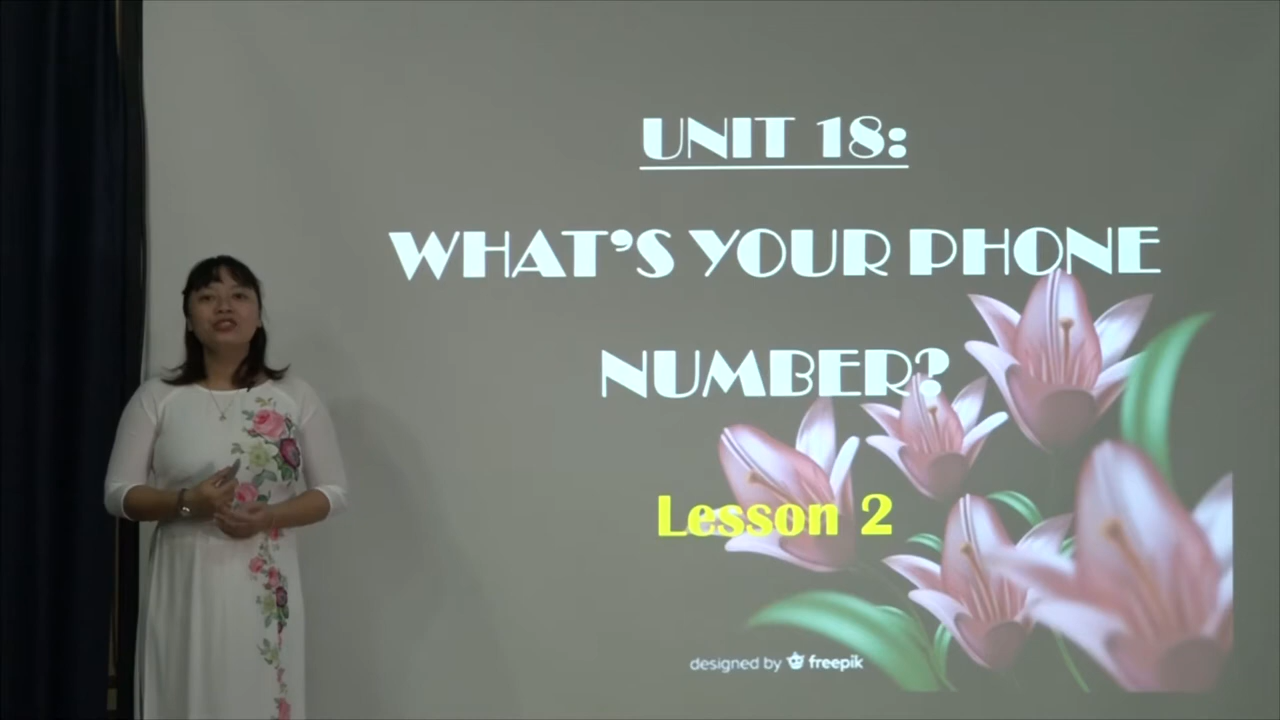 UNIT 18:
WHAT'S YOUR PHONE
NUMBER?
Lesson 2
designed by freepik